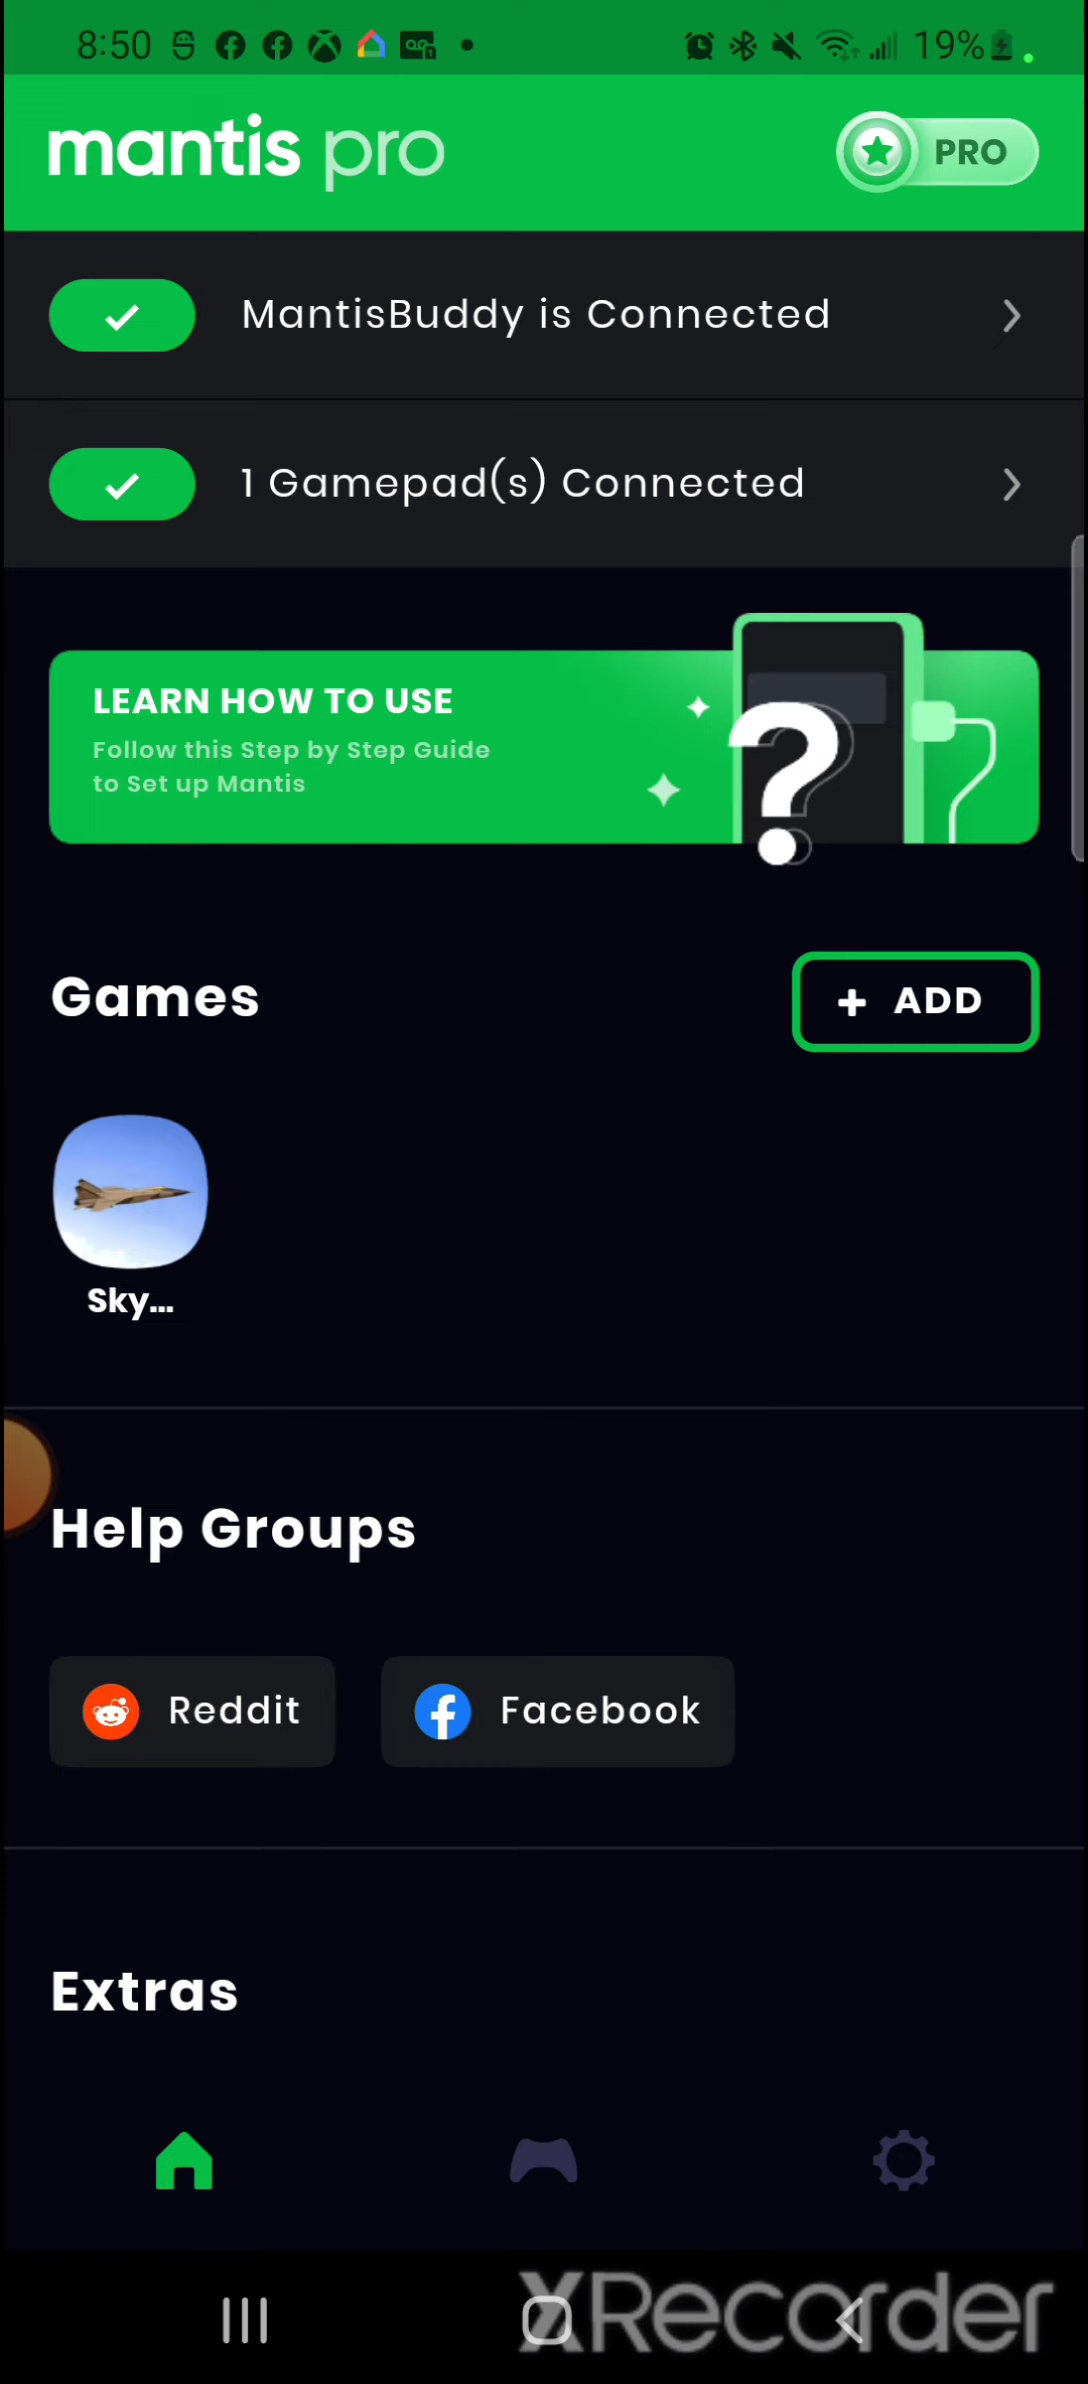 8:50 19%
mantis pro PRO
MantisBuddy is Connected
1 Gamepad(s) Connected
LEARN HOW TO USE
Follow this Step by Step Guide
to Set up Mantis
?
Games + ADD
Sky...
Help Groups
Reddit Facebook
Extras
XRecorder